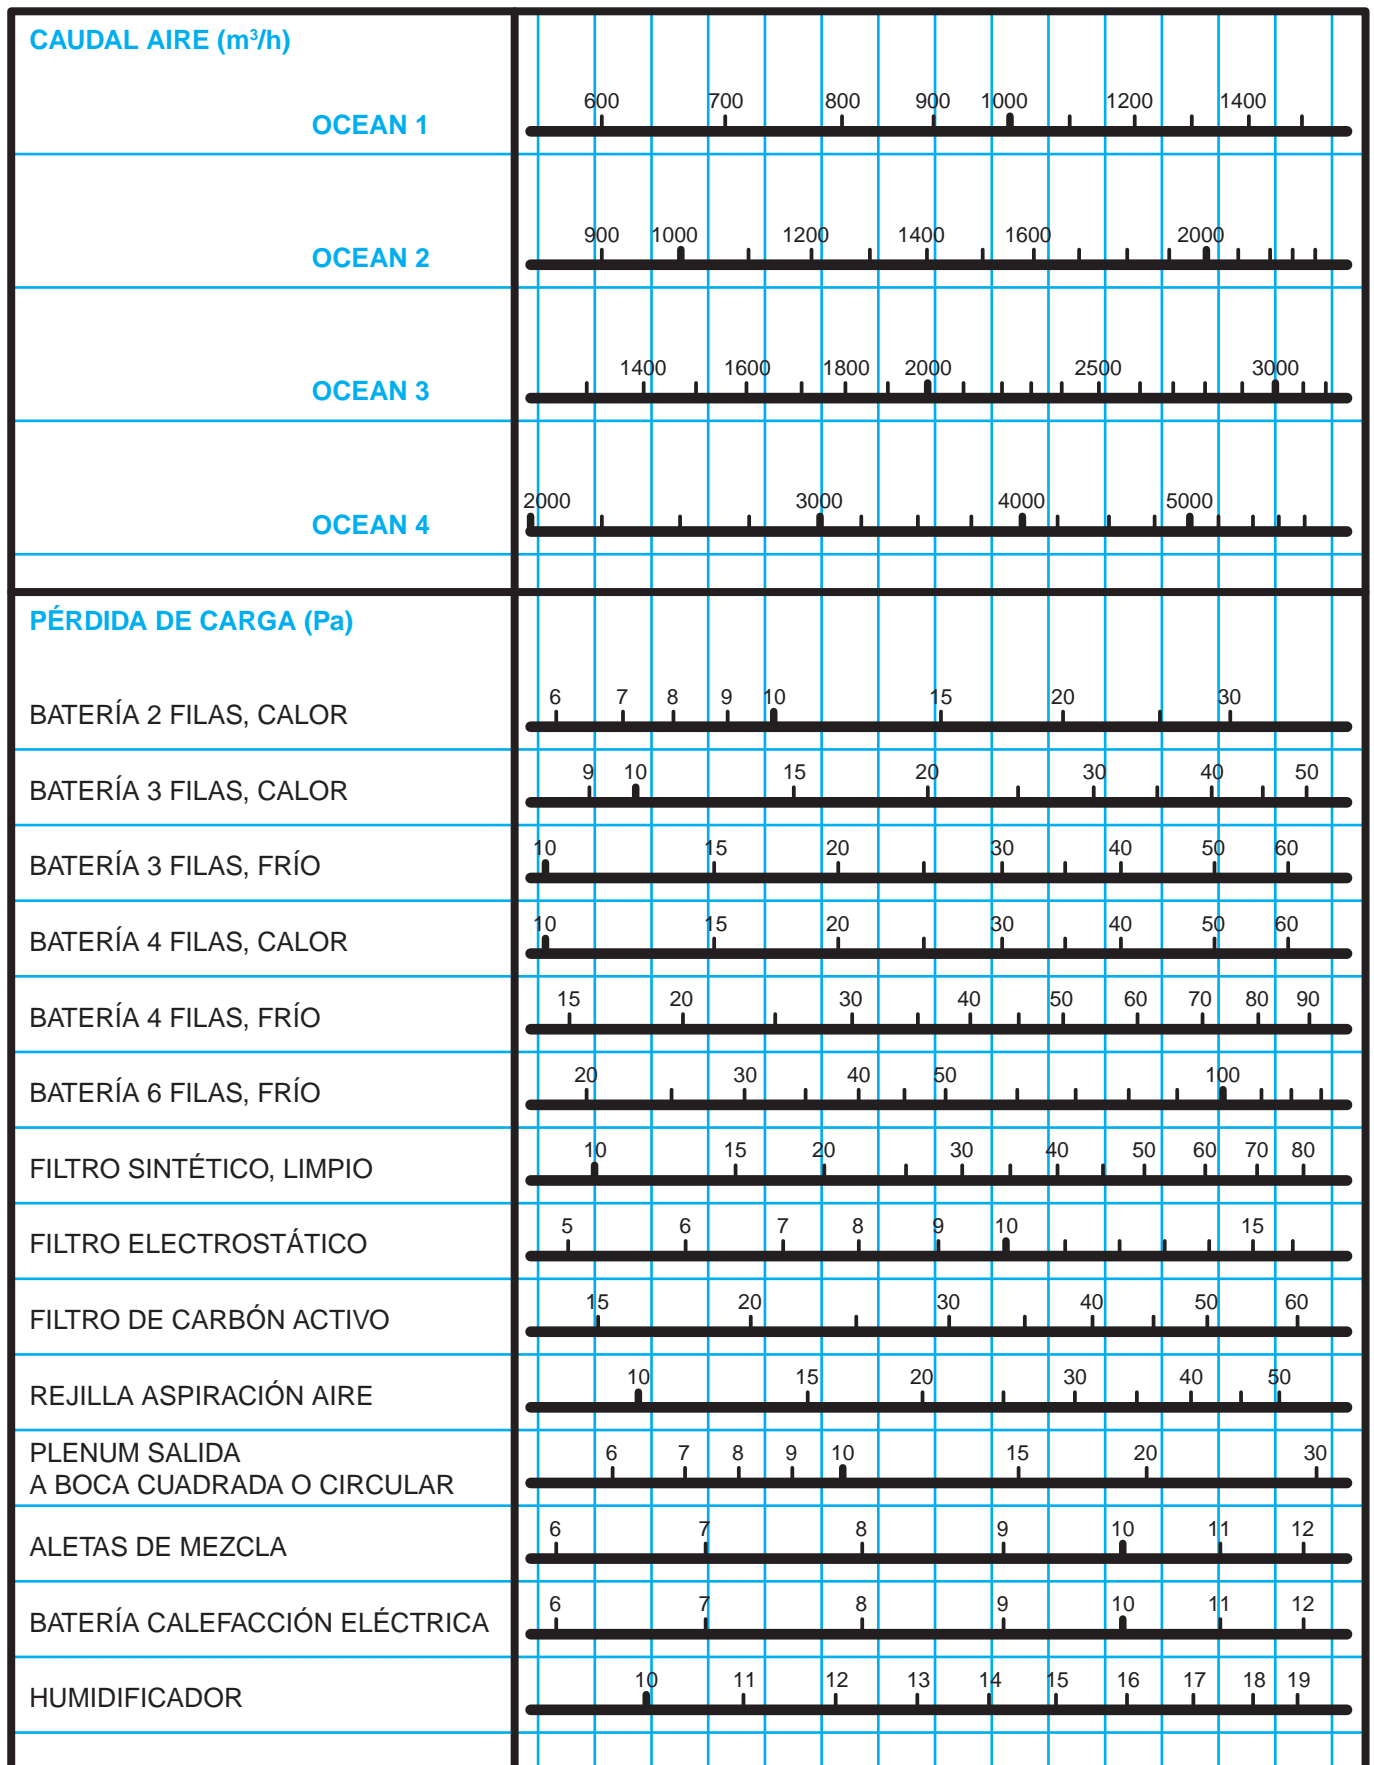 CAUDAL AIRE (m³/h)
600 700 800 900 1000 1200 1400
OCEAN 1
900 1000 1200 1400 1600 2000
OCEAN 2
1400 1600 1800 2000 2500 3000
OCEAN 3
2000 3000 4000 5000
OCEAN 4
PÉRDIDA DE CARGA (Pa)
6 7 8 9 10 15 20 30
BATERÍA 2 FILAS, CALOR
9 10 15 20 30 40 50
BATERÍA 3 FILAS, CALOR
10 15 20 30 40 50 60
BATERÍA 3 FILAS, FRÍO
10 15 20 30 40 50 60
BATERÍA 4 FILAS, CALOR
15 20 30 40 50 60 70 80 90
BATERÍA 4 FILAS, FRÍO
20 30 40 50 100
BATERÍA 6 FILAS, FRÍO
10 15 20 30 40 50 60 70 80
FILTRO SINTÉTICO, LIMPIO
5 6 7 8 9 10 15
FILTRO ELECTROSTÁTICO
15 20 30 40 50 60
FILTRO DE CARBÓN ACTIVO
10 15 20 30 40 50
REJILLA ASPIRACIÓN AIRE
PLENUM SALIDA
6 7 8 9 10 15 20 30
A BOCA CUADRADA O CIRCULAR
6 7 8 9 10 11 12
ALETAS DE MEZCLA
6 7 8 9 10 11 12
BATERÍA CALEFACCIÓN ELÉCTRICA
10 11 12 13 14 15 16 17 18 19
HUMIDIFICADOR